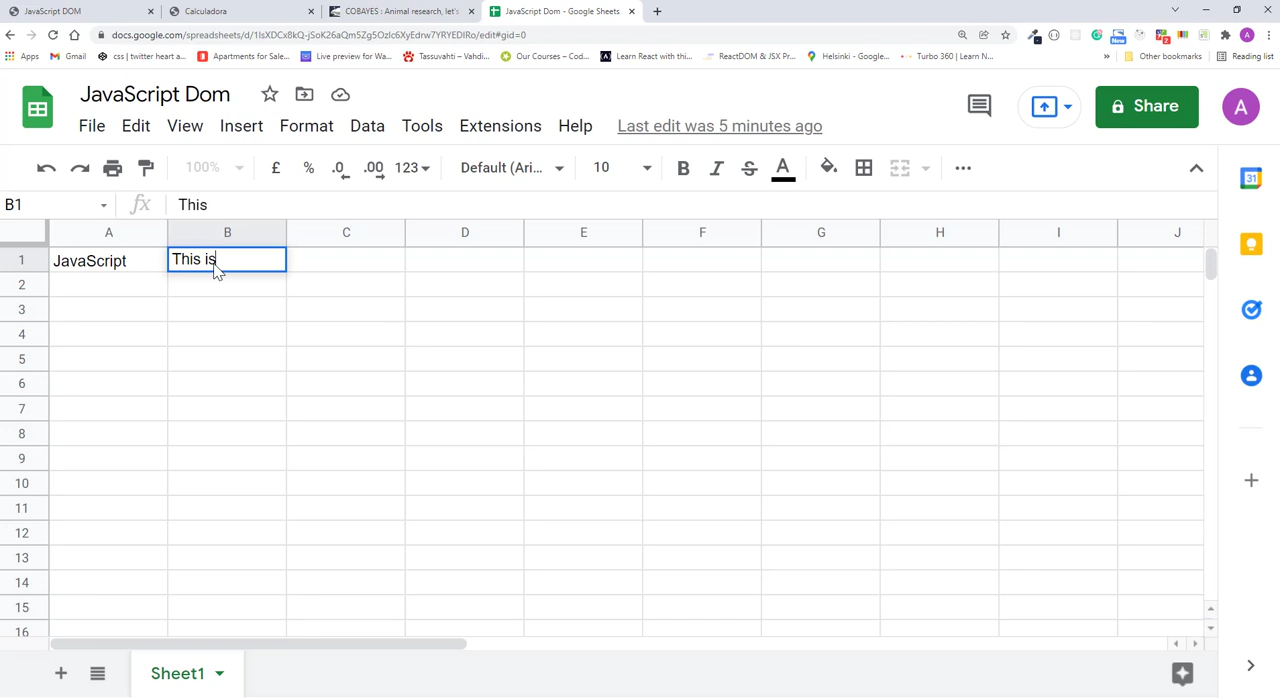 JavaScript DOM
Calculadora
COBAYES : Animal research, let's
JavaScript Dom - Google Sheets
docs.google.com/spreadsheets/d/1IsXDCx8kQ-jSoK26aQm5Zg5Ozlc6XyEdrw7YRYEDIRo/edit#gid=0
Apps
Gmail
css | twitter heart a...
Apartments for Sale...
Live preview for Wa...
Tassuvahti – Vahdi...
Our Courses – Cod...
Learn React with thi...
ReactDOM & JSX Pr...
Helsinki - Google...
Turbo 360 | Learn N...
»
Other bookmarks
Reading list
JavaScript Dom
File Edit View Insert Format Data Tools Extensions Help Last edit was 5 minutes ago
Share
A
100% £ % .0 .00 123 Default (Ari... 10 B I S A
B1 fx This
A B C D E F G H I J
1 JavaScript This is
2
3
4
5
6
7
8
9
10
11
12
13
14
15
16
Sheet1
31
New
2
A